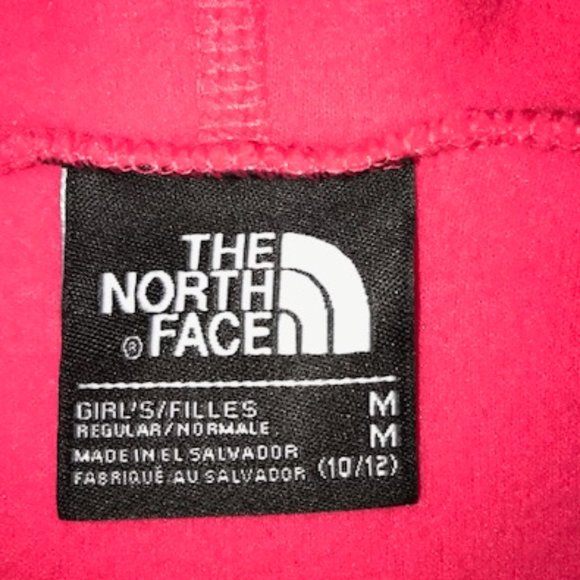 THE
NORTH
® FACE
GIRL'S/FILLES M
REGULAR/NORMALE M
MADE IN EL SALVADOR
FABRIQUÉ AU SALVADOR (10/12)